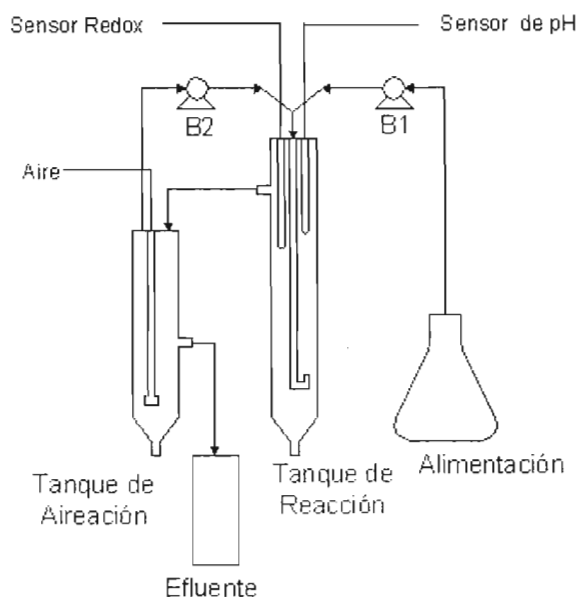 Sensor Redox
Sensor de pH
B2
B1
Aire
Tanque de
Aireación
Tanque de
Reacción
Alimentación
Efluente